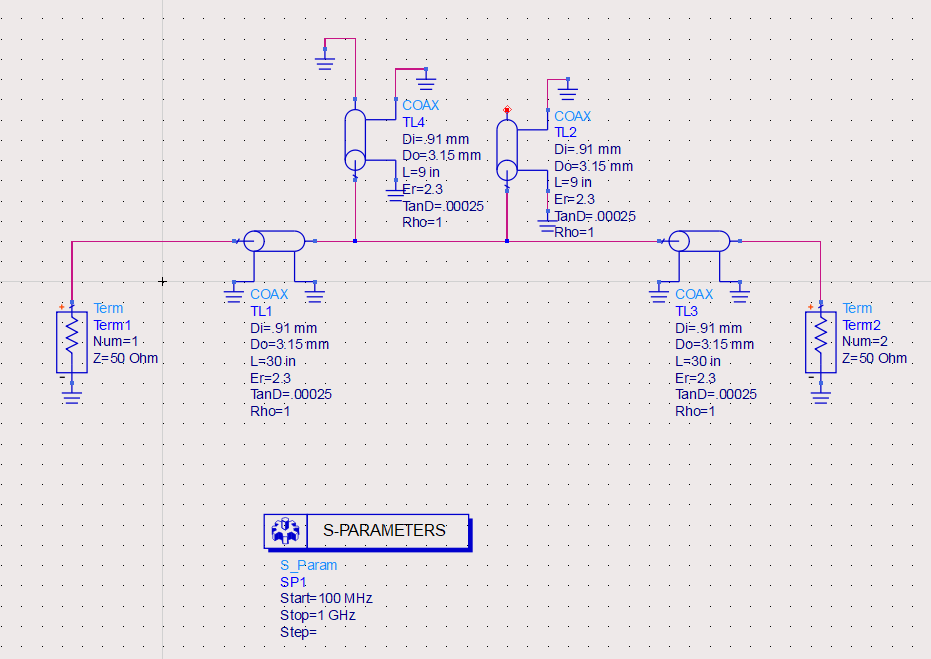 COAX
TL4
Di=.91 mm
Do=3.15 mm
L=9 in
Er=2.3
TanD=.00025
Rho=1
COAX
TL2
Di=.91 mm
Do=3.15 mm
L=9 in
Er=2.3
TanD=.00025
Rho=1
+
Term
Term1
Num=1
Z=50 Ohm
-
COAX
TL1
Di=.91 mm
Do=3.15 mm
L=30 in
Er=2.3
TanD=.00025
Rho=1
COAX
TL3
Di=.91 mm
Do=3.15 mm
L=30 in
Er=2.3
TanD=.00025
Rho=1
+
Term
Term2
Num=2
Z=50 Ohm
-
S-PARAMETERS
S_Param
SP1
Start=100 MHz
Stop=1 GHz
Step=